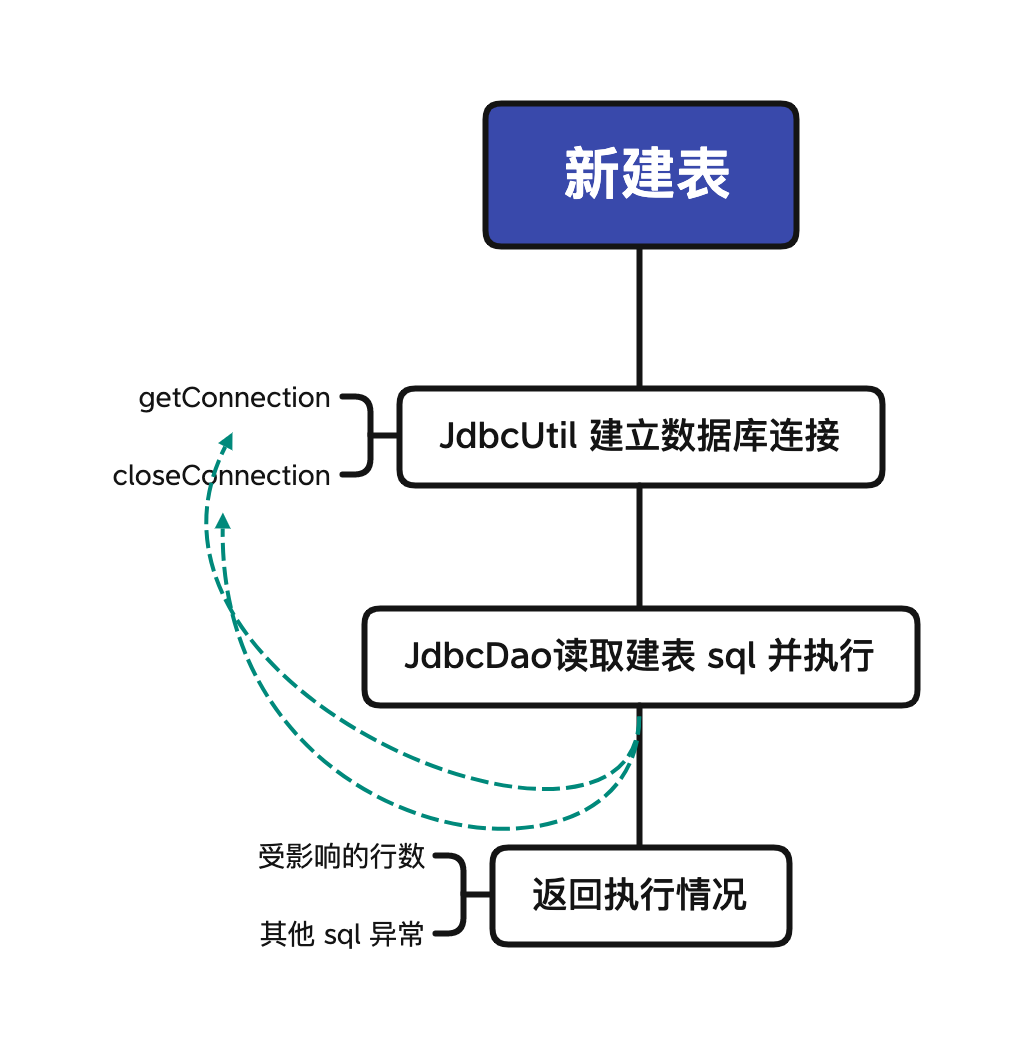 新建表
getConnection
JdbcUtil 建立数据库连接
closeConnection
JdbcDao读取建表 sql 并执行
受影响的行数
返回执行情况
其他 sql 异常